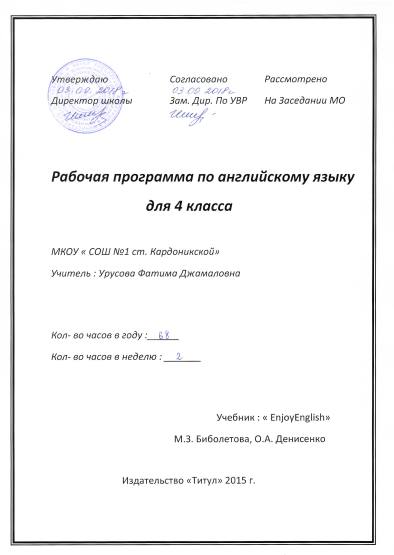 Утверждаю Согласовано Рассмотрено
03.09.2018г 03.09.2018г
Директор школы Зам. Дир. По УВР На Заседании МО
Рабочая программа по английскому языку
для 4 класса
МКОУ « СОШ №1 ст. Кардоникской»
Учитель : Урусова Фатима Джамаловна
Кол- во часов в году : 68
Кол- во часов в неделю : 2
Учебник : « EnjoyEnglish»
М.З. Биболетова, О.А. Денисенко
Издательство «Титул» 2015 г.